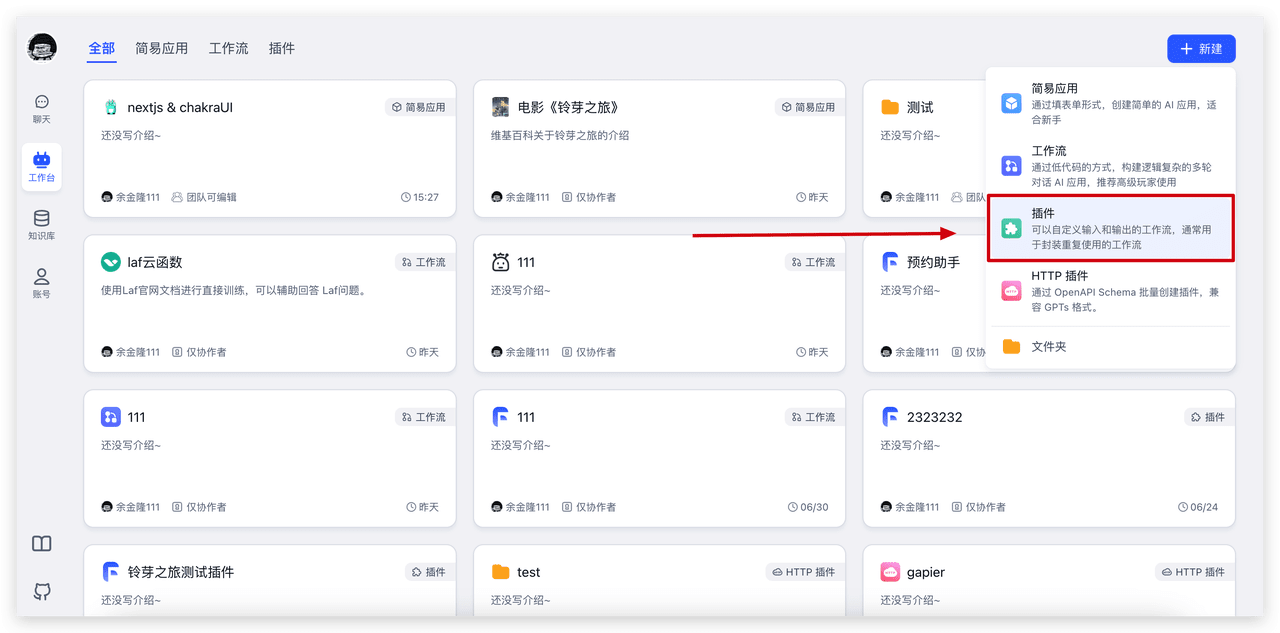 全部 简易应用 工作流 插件
+ 新建
聊天
工作台
知识库
账号
nextjs & chakraUI 简易应用
还没写介绍~
余金隆111 团队可编辑 15:27
电影《铃芽之旅》 简易应用
维基百科关于铃芽之旅的介绍
余金隆111 仅协作者 昨天
测试
还没写介绍~
余金隆111 团队
简易应用
通过填表单形式，创建简单的 AI 应用，适
合新手
工作流
通过低代码的方式，构建逻辑复杂的多轮
对话 AI 应用，推荐高级玩家使用
插件
可以自定义输入和输出的工作流，通常用
于封装重复使用的工作流
HTTP 插件
通过 OpenAPI Schema 批量创建插件，兼
容 GPTs 格式。
文件夹
laf云函数 工作流
使用Laf官网文档进行直接训练，可以辅助回答 Laf问题。
余金隆111 仅协作者 昨天
111 工作流
还没写介绍~
余金隆111 仅协作者 昨天
预约助手
还没写介绍~
余金隆111 仅协
111 工作流
还没写介绍~
余金隆111 仅协作者 昨天
111 工作流
还没写介绍~
余金隆111 仅协作者 06/30
2323232 插件
还没写介绍~
余金隆111 仅协作者 06/24
铃芽之旅测试插件 插件
还没写介绍~
test HTTP 插件
还没写介绍~
gapier HTTP 插件
还没写介绍~